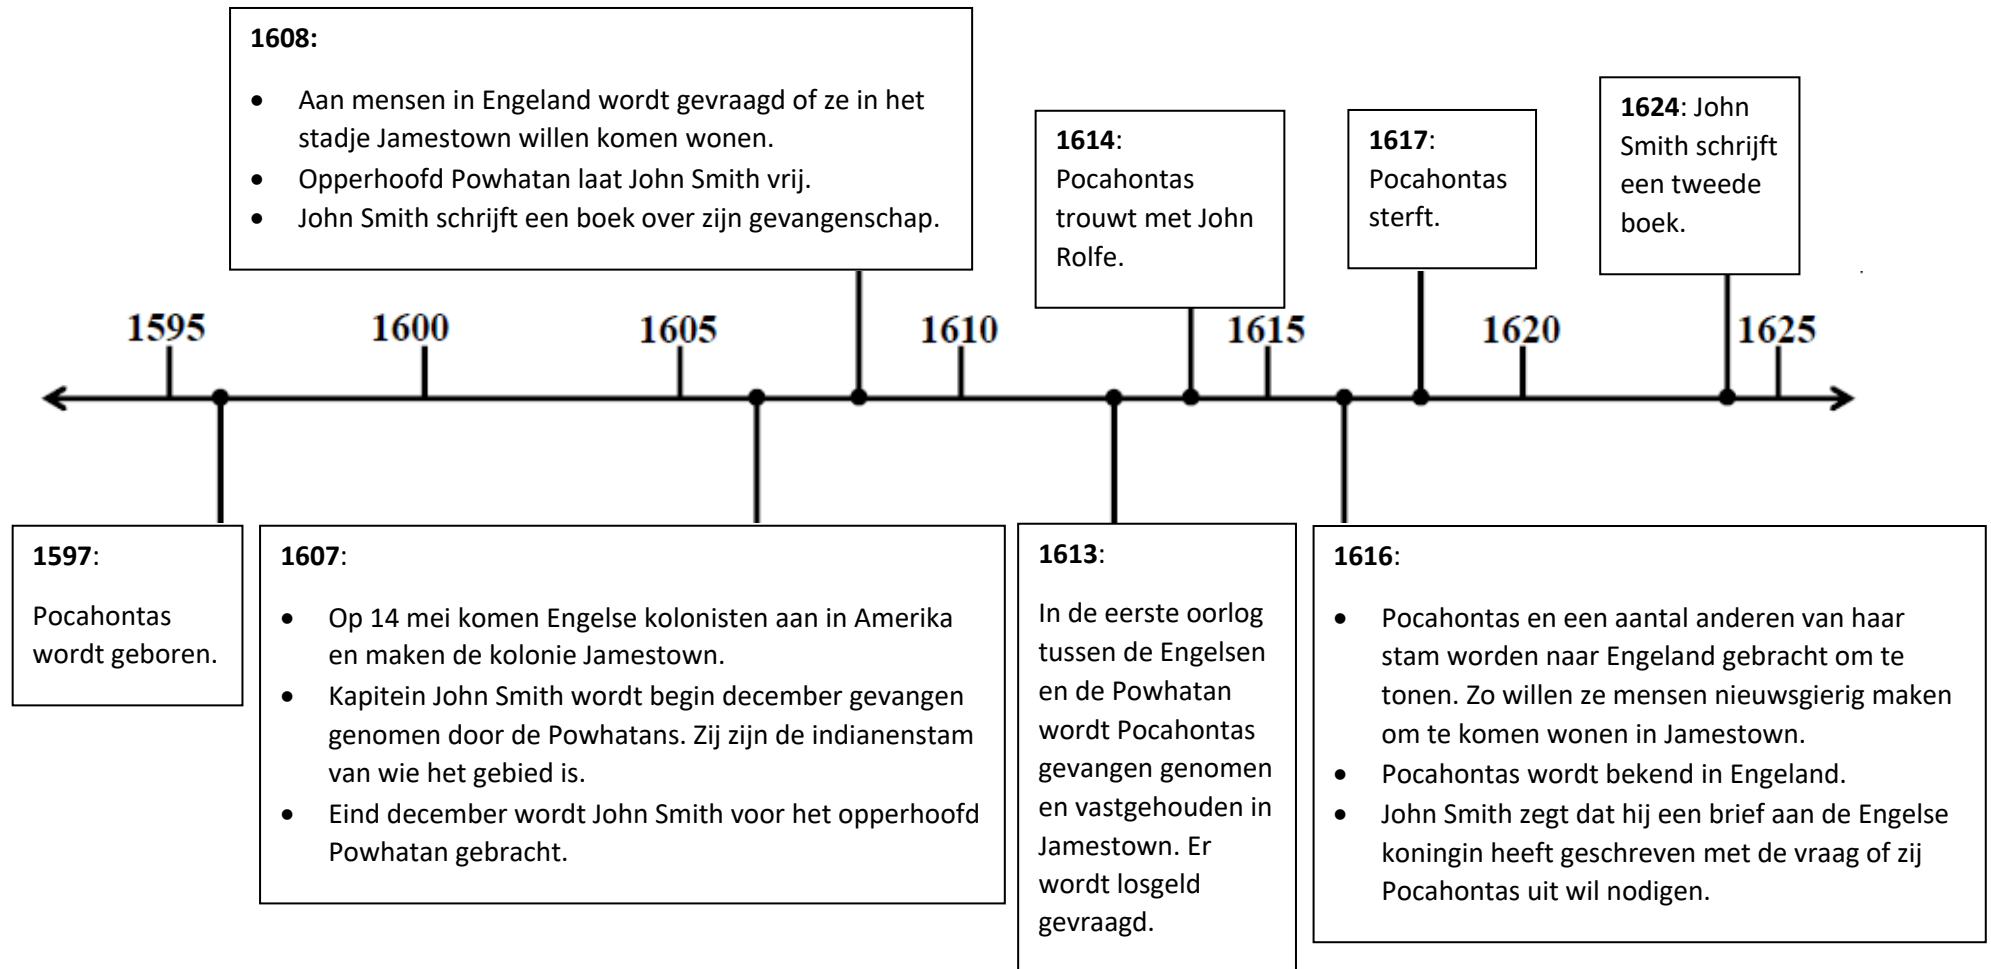 1608:
• Aan mensen in Engeland wordt gevraagd of ze in het
stadje Jamestown willen komen wonen.
• Opperhoofd Powhatan laat John Smith vrij.
• John Smith schrijft een boek over zijn gevangenschap.
1614:
Pocahontas
trouwt met John
Rolfe.
1617:
Pocahontas
sterft.
1624: John
Smith schrijft
een tweede
boek.
1595 1600 1605 1610 1615 1620 1625
1597:
Pocahontas
wordt geboren.
1607:
• Op 14 mei komen Engelse kolonisten aan in Amerika
en maken de kolonie Jamestown.
• Kapitein John Smith wordt begin december gevangen
genomen door de Powhatans. Zij zijn de indianenstam
van wie het gebied is.
• Eind december wordt John Smith voor het opperhoofd
Powhatan gebracht.
1613:
In de eerste oorlog
tussen de Engelsen
en de Powhatan
wordt Pocahontas
gevangen genomen
en vastgehouden in
Jamestown. Er
wordt losgeld
gevraagd.
1616:
• Pocahontas en een aantal anderen van haar
stam worden naar Engeland gebracht om te
tonen. Zo willen ze mensen nieuwsgierig maken
om te komen wonen in Jamestown.
• Pocahontas wordt bekend in Engeland.
• John Smith zegt dat hij een brief aan de Engelse
koningin heeft geschreven met de vraag of zij
Pocahontas uit wil nodigen.